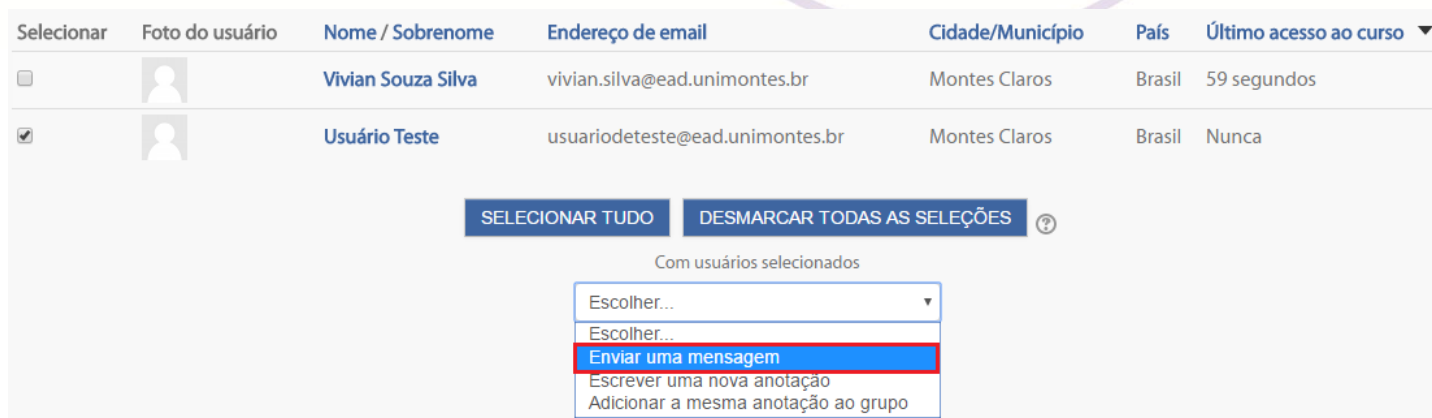 Selecionar Foto do usuário Nome / Sobrenome Endereço de email Cidade/Município País Último acesso ao curso
Vivian Souza Silva vivian.silva@ead.unimontes.br Montes Claros Brasil 59 segundos
Usuário Teste usuariodeteste@ead.unimontes.br Montes Claros Brasil Nunca
SELECIONAR TUDO DESMARCAR TODAS AS SELEÇÕES ?
Com usuários selecionados
Escolher...
Escolher...
Enviar uma mensagem
Escrever uma nova anotação
Adicionar a mesma anotação ao grupo